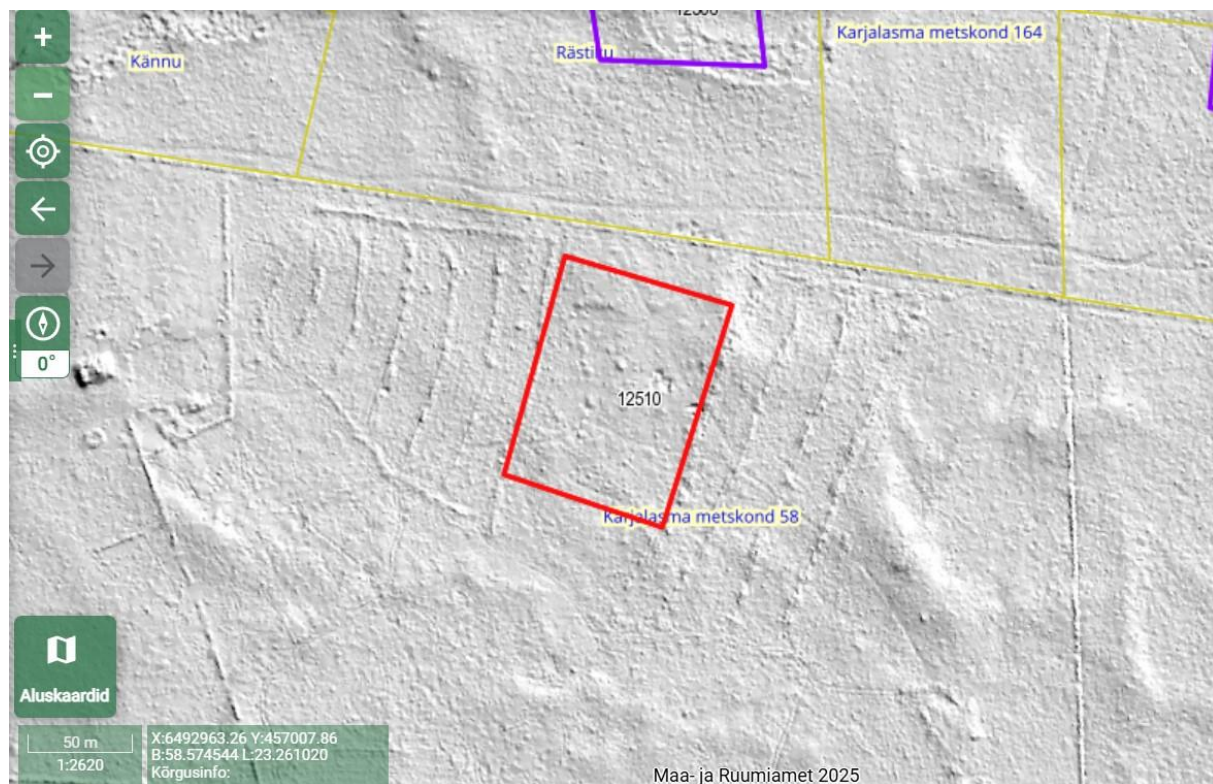 12500
Karjalasma metskond 164
Kännu
0°
12510
Karjalasma metskond 58
Aluskaardid
50 m
1:2620
X:6492963.26 Y:457007.86
B:58.574544 L:23.261020
Kõrgusinfo:
Maa- ja Ruumiamet 2025